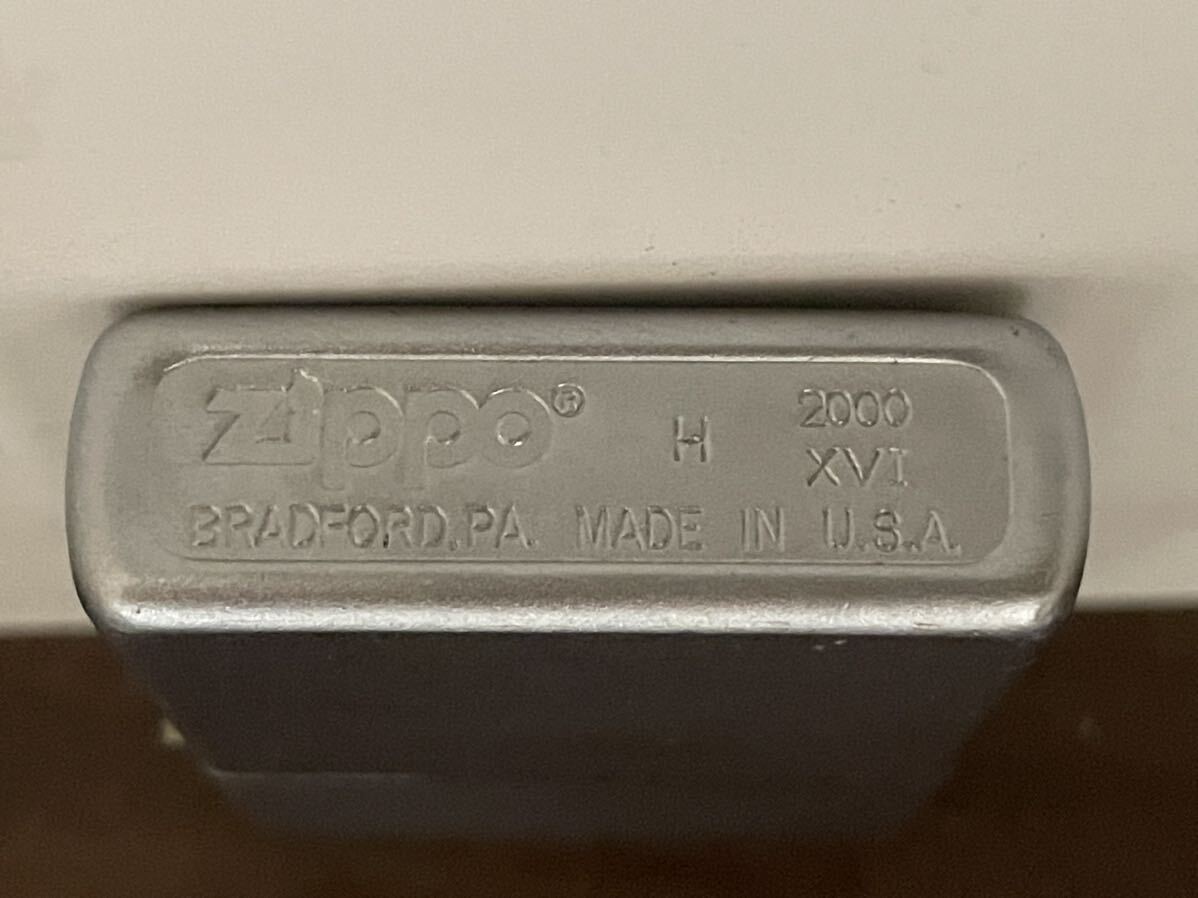 Zippo® H 2000
XVI
BRADFORD, PA. MADE IN U.S.A.